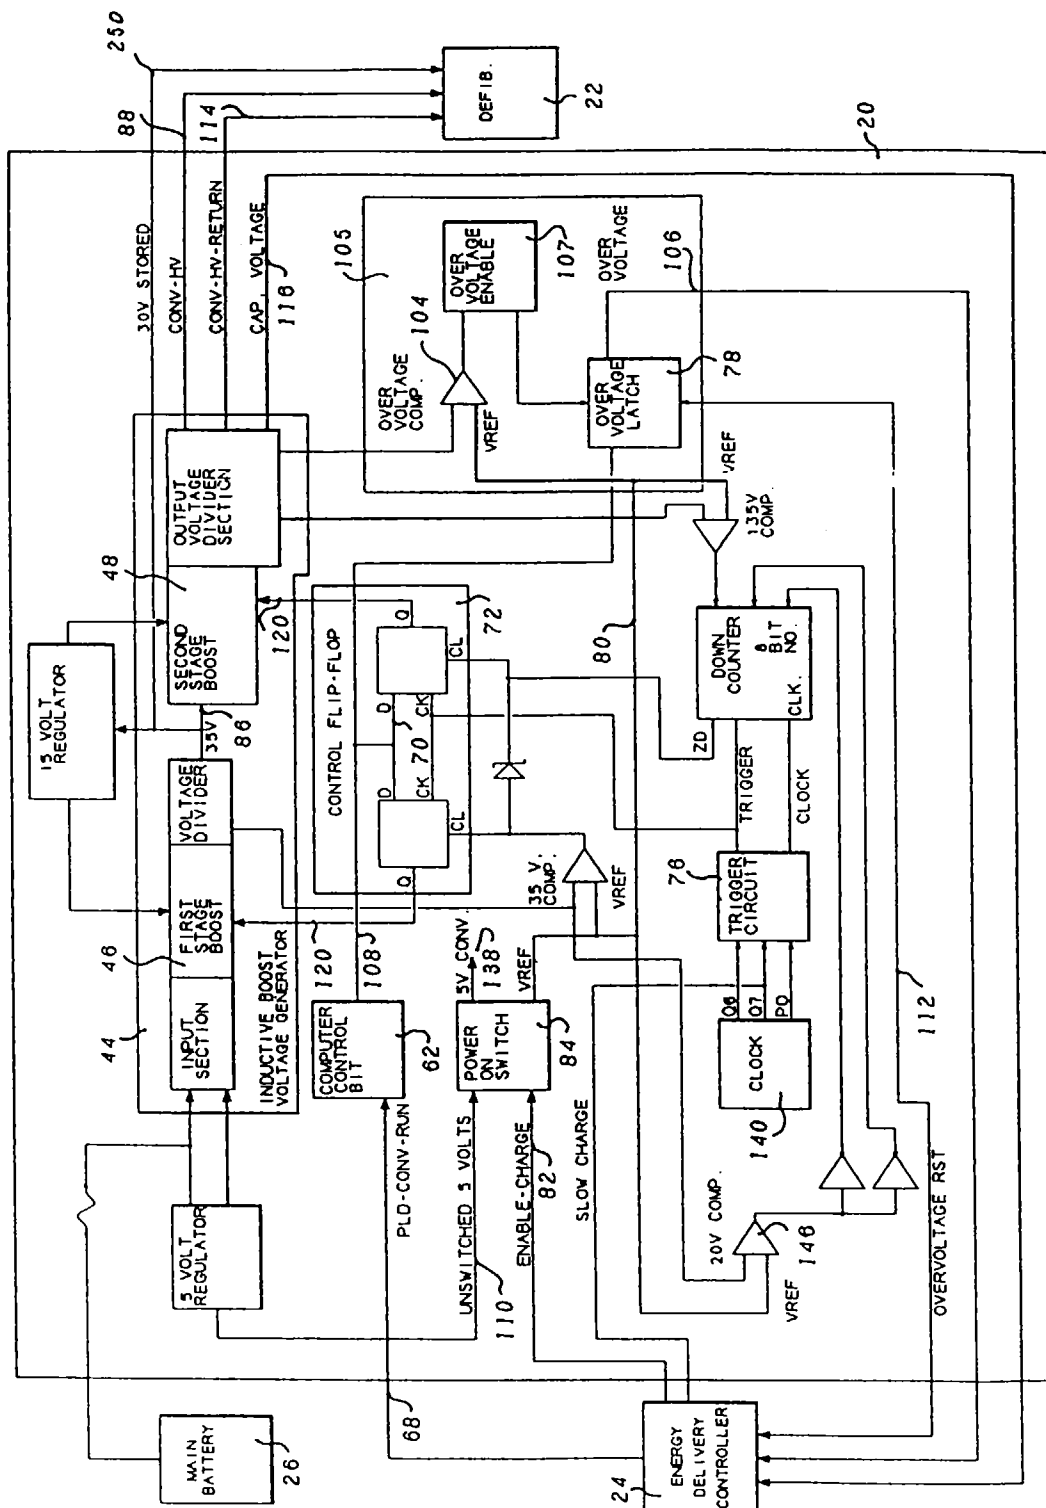 250
88
114
30V STORED
CONV-HV
CONV-HV-RETURN
CAP. VOLTAGE
118
DEFIB.
22
20
15 VOLT
REGULATOR
44
INPUT
SECTION
46
FIRST
STAGE
BOOST
VOLTAGE
DIVIDER
35V
86
SECOND
STAGE
BOOST
48
OUTPUT
VOLTAGE
DIVIDER
SECTION
INDUCTIVE BOOST
VOLTAGE GENERATOR
120
120
5 VOLT
REGULATOR
MAIN
BATTERY
26
OVER
VOLTAGE
COMP.
104
VREF
105
OVER
VOLTAGE
ENABLE
107
OVER
VOLTAGE
LATCH
78
OVER
VOLTAGE
106
CONTROL FLIP-FLOP
72
Q
D
CK
CL
70
D
CK
CL
Q
COMPUTER
CONTROL
BIT
62
108
PLD-CONV-RUN
68
POWER
ON
SWITCH
84
5V CONV
138
VREF
UNSWITCHED 5 VOLTS
110
ENABLE-CHARGE
82
SLOW CHARGE
35 V.
COMP.
VREF
80
VREF
135V
COMP.
DOWN
COUNTER
8
BIT
NO.
CLK.
ZD
TRIGGER
CLOCK
TRIGGER
CIRCUIT
76
CLOCK
140
Q6
Q7
PO
20V COMP.
146
VREF
112
OVERVOLTAGE RST
24
ENERGY
DELIVERY
CONTROLLER